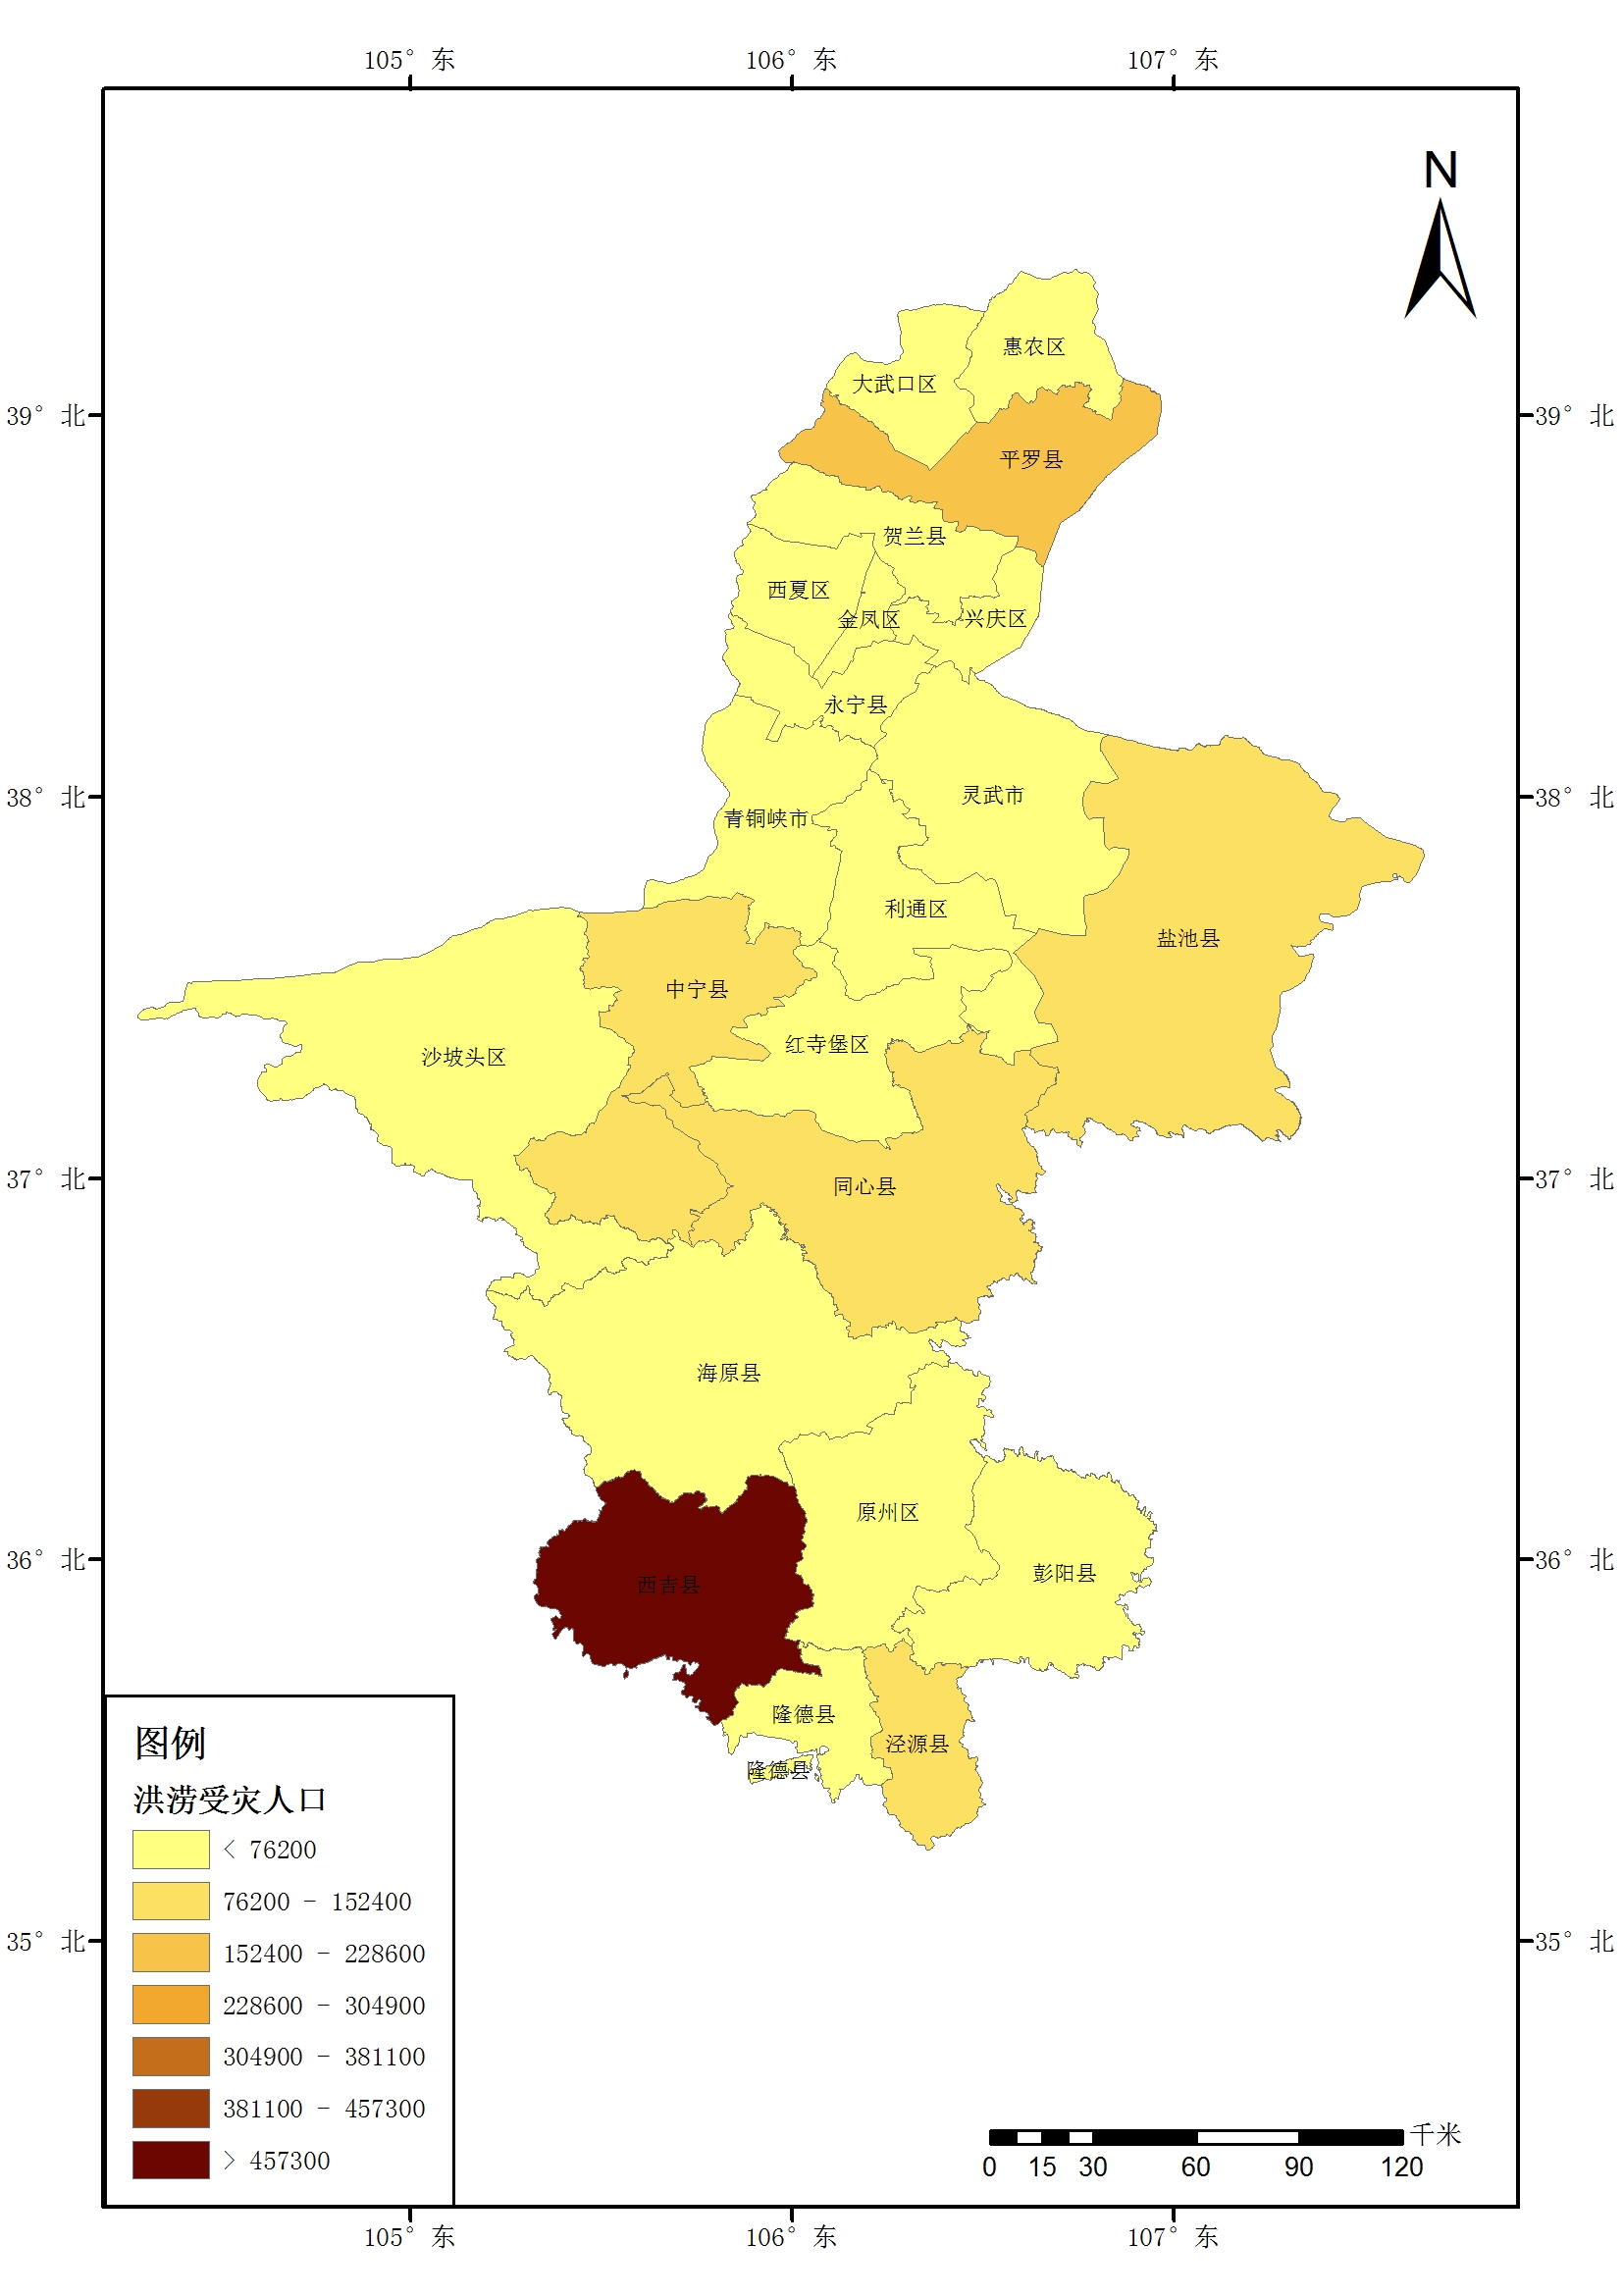 105° 东
106° 东
107° 东
N
惠农区
大武口区
39° 北
39° 北
平罗县
贺兰县
西夏区
金凤区
兴庆区
永宁县
38° 北
灵武市
38° 北
青铜峡市
利通区
盐池县
中宁县
红寺堡区
沙坡头区
37° 北
同心县
37° 北
海原县
原州区
36° 北
36° 北
彭阳县
西吉县
隆德县
泾源县
隆德县
图例
洪涝受灾人口
< 76200
76200 - 152400
35° 北
35° 北
152400 - 228600
228600 - 304900
304900 - 381100
381100 - 457300
> 457300
千米
0 15 30 60 90 120
105° 东
106° 东
107° 东